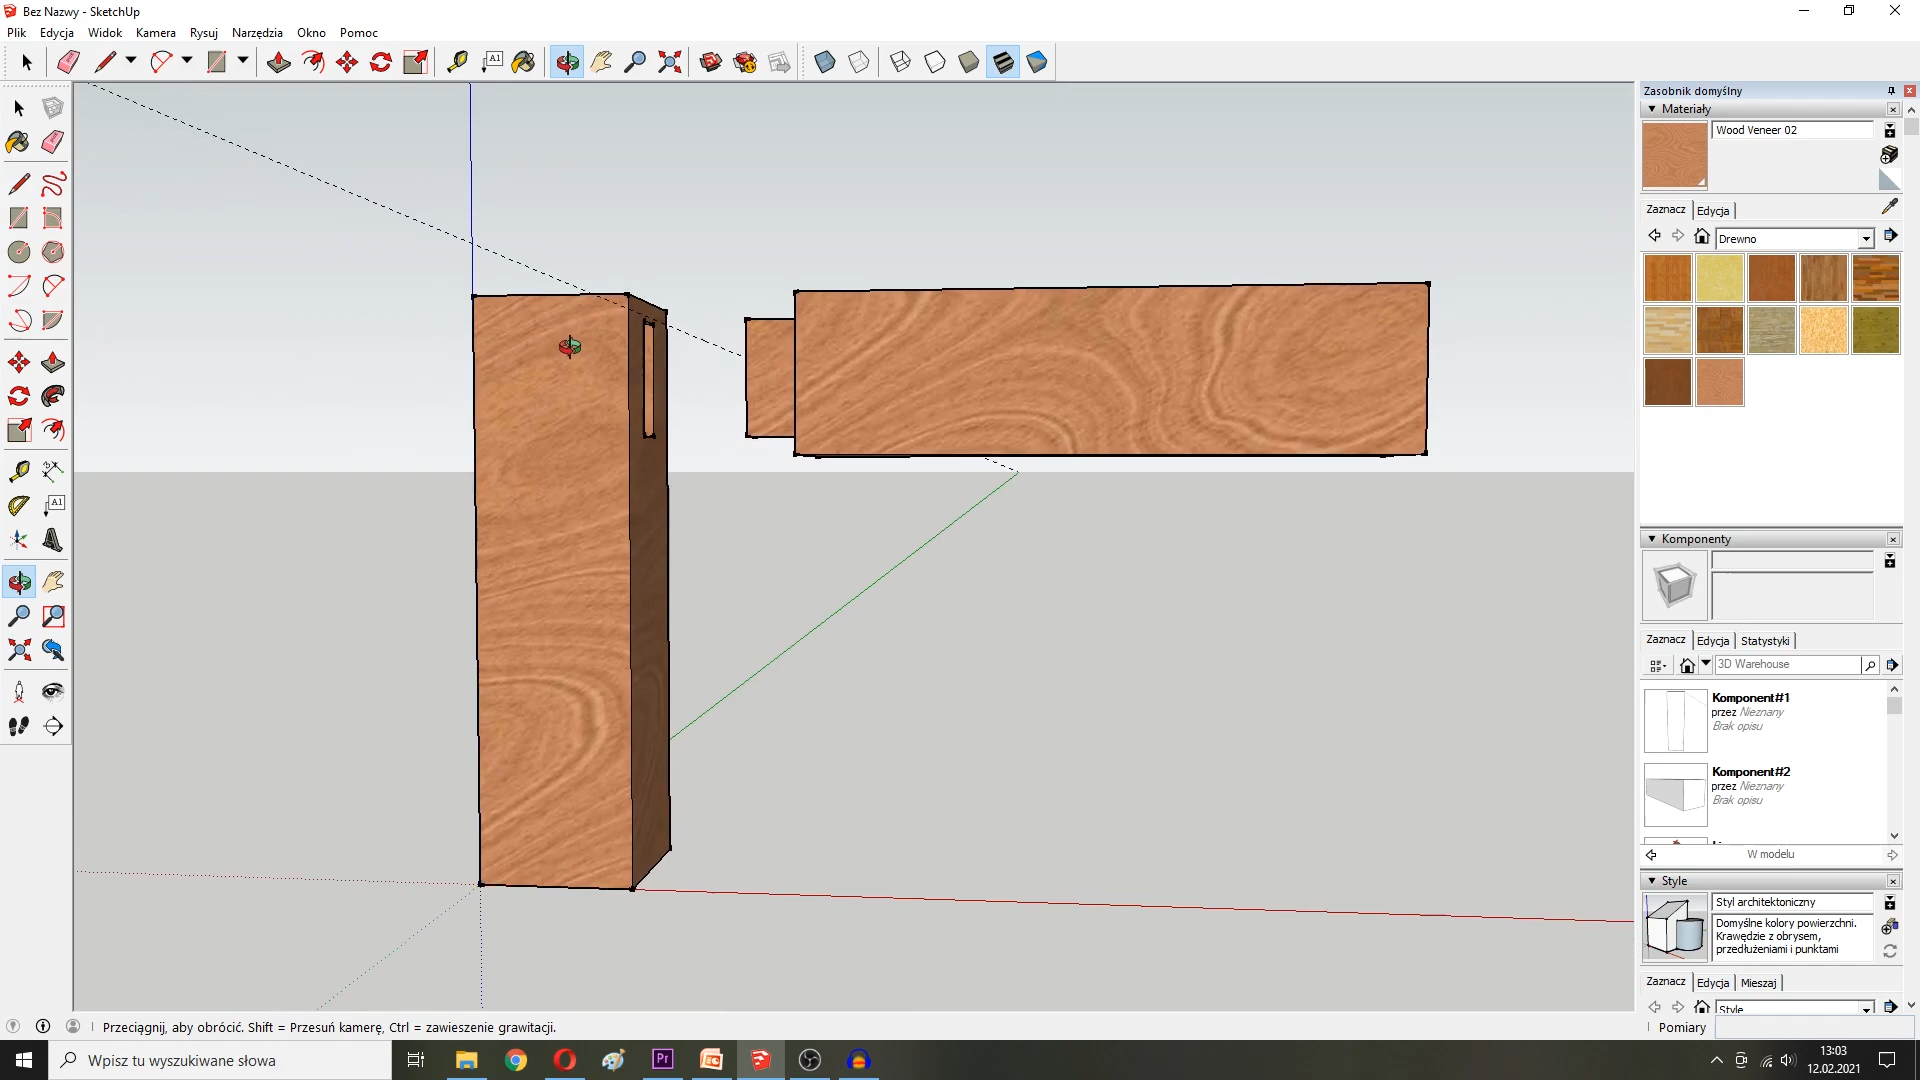 Bez Nazwy - SketchUp
Plik Edycja Widok Kamera Rysuj Narzędzia Okno Pomoc
A1
Zasobnik domyślny
Materiały
Wood Veneer 02
Zaznacz Edycja
Drewno
A1
Komponenty
Zaznacz Edycja Statystyki
3D Warehouse
Komponent#1
przez Nieznany
Brak opisu
Komponent#2
przez Nieznany
Brak opisu
W modelu
Style
Styl architektoniczny
Domyślne kolory powierzchni.
Krawędzie z obrysem,
przedłużeniami i punktami
Zaznacz Edycja Mieszaj
Style
Przeciągnij, aby obrócić. Shift = Przesuń kamerę, Ctrl = zawieszenie grawitacji.
Pomiary
Wpisz tu wyszukiwane słowa
Pr
13:03
12.02.2021